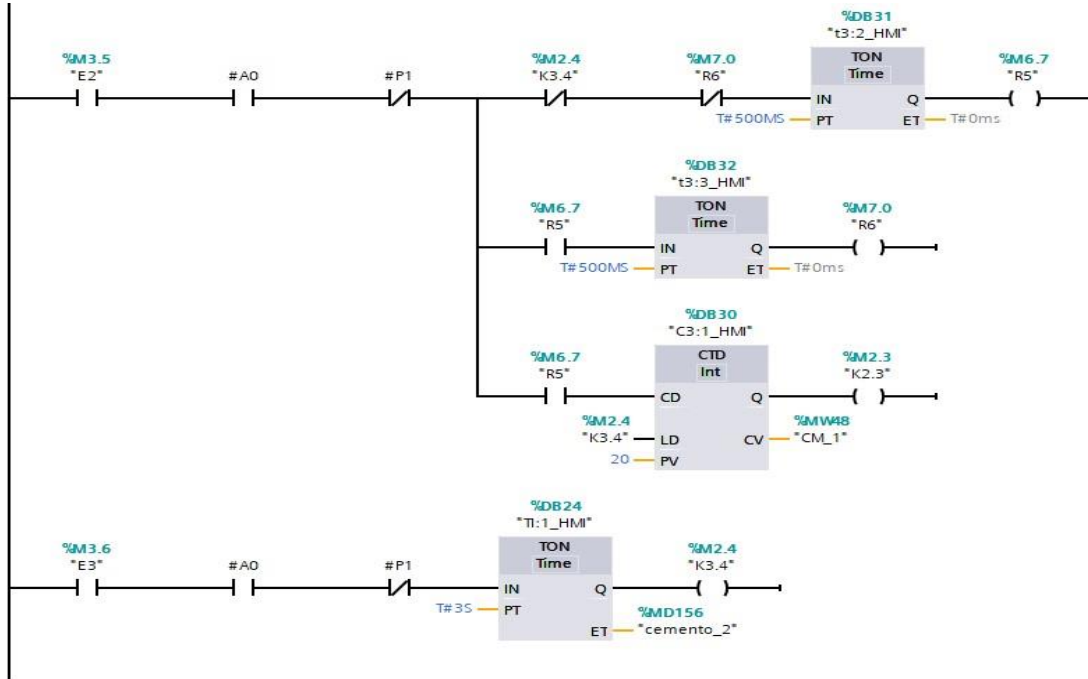 %DB31
"t3:2_HMI"
%M3.5 %M2.4 %M7.0 TON %M6.7
"E2" #A0 #P1 "K3.4" "R6" Time "R5"
IN Q
T#500MS PT ET T#0ms
%DB32
"t3:3_HMI"
%M6.7 TON %M7.0
"R5" Time "R6"
IN Q
T#500MS PT ET T#0ms
%DB30
"C3:1_HMI"
%M6.7 CTD %M2.3
"R5" Int "K2.3"
CD Q
%M2.4 %MW48
"K3.4" LD CV "CM_1"
20 PV
%DB24
"TI:1_HMI"
%M3.6 TON %M2.4
"E3" #A0 #P1 Time "K3.4"
IN Q
T#3S PT %MD156
ET "cemento_2"